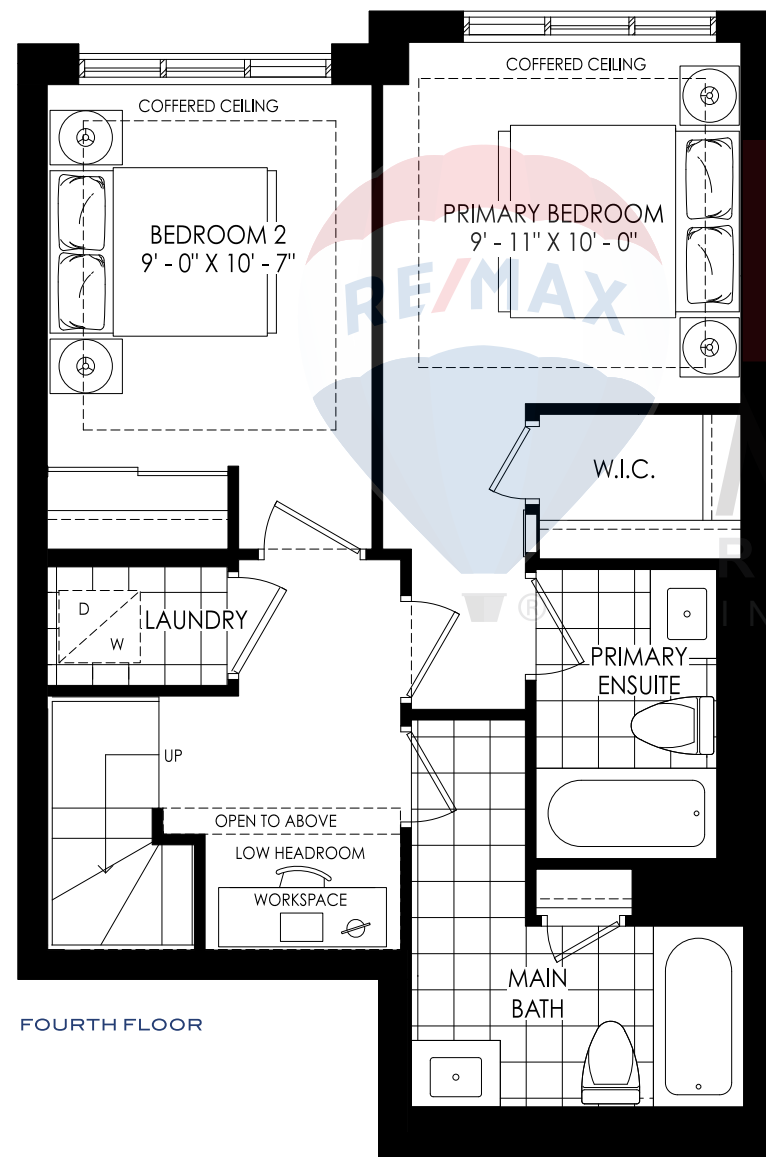 COFFERED CEILING
COFFERED CEILING
BEDROOM 2
9' - 0" X 10' - 7"
PRIMARY BEDROOM
9' - 11" X 10' - 0"
RE/MAX
W.I.C.
R
®
I N
D
W
LAUNDRY
PRIMARY
ENSUITE
UP
OPEN TO ABOVE
LOW HEADROOM
WORKSPACE
MAIN
BATH
FOURTH FLOOR